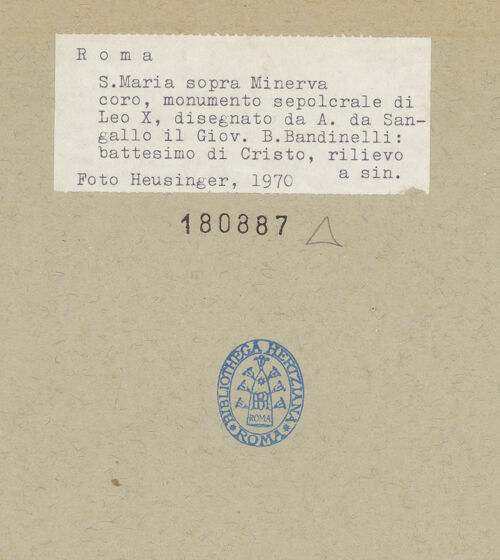 Roma
S.Maria sopra Minerva
coro, monumento sepolcrale di
Leo X, disegnato da A. da San-
gallo il Giov. B.Bandinelli:
battesimo di Cristo, rilievo
a sin.
Foto Heusinger, 1970
180887
BIBLIOTHECA HERTZIANA
BH
ROMA
ROMA